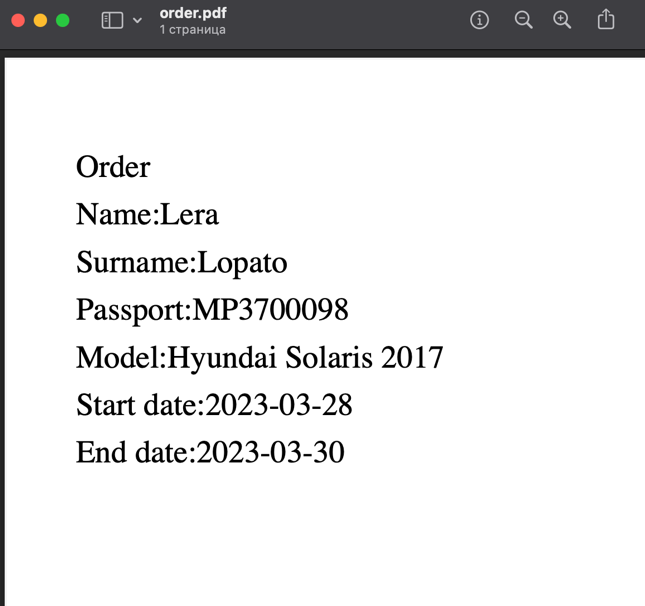 order.pdf
1 страница
Order
Name:Lera
Surname:Lopato
Passport:MP3700098
Model:Hyundai Solaris 2017
Start date:2023-03-28
End date:2023-03-30